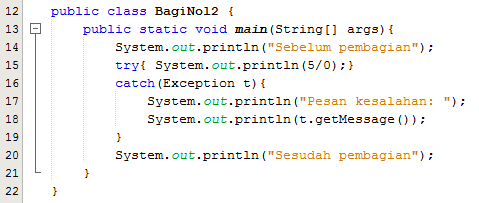 12 public class BagiNol2 {
13 public static void main(String[] args){
14 System.out.println("Sebelum pembagian");
15 try{ System.out.println(5/0);}
16 catch(Exception t){
17 System.out.println("Pesan kesalahan: ");
18 System.out.println(t.getMessage());
19 }
20 System.out.println("Sesudah pembagian");
21 }
22 }